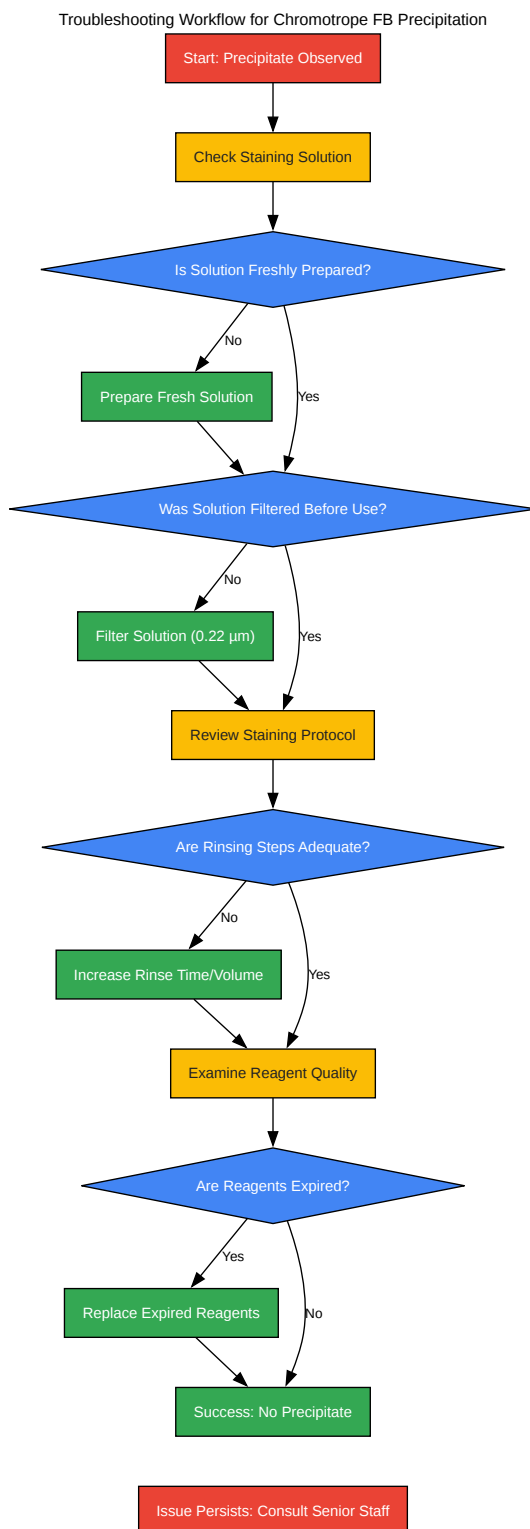 Troubleshooting Workflow for Chromotrope FB Precipitation
Start: Precipitate Observed
Check Staining Solution
Is Solution Freshly Prepared?
No
Yes
Prepare Fresh Solution
Was Solution Filtered Before Use?
No
Yes
Filter Solution (0.22 µm)
Review Staining Protocol
Are Rinsing Steps Adequate?
No
Yes
Increase Rinse Time/Volume
Examine Reagent Quality
Are Reagents Expired?
Yes
No
Replace Expired Reagents
Success: No Precipitate
Issue Persists: Consult Senior Staff